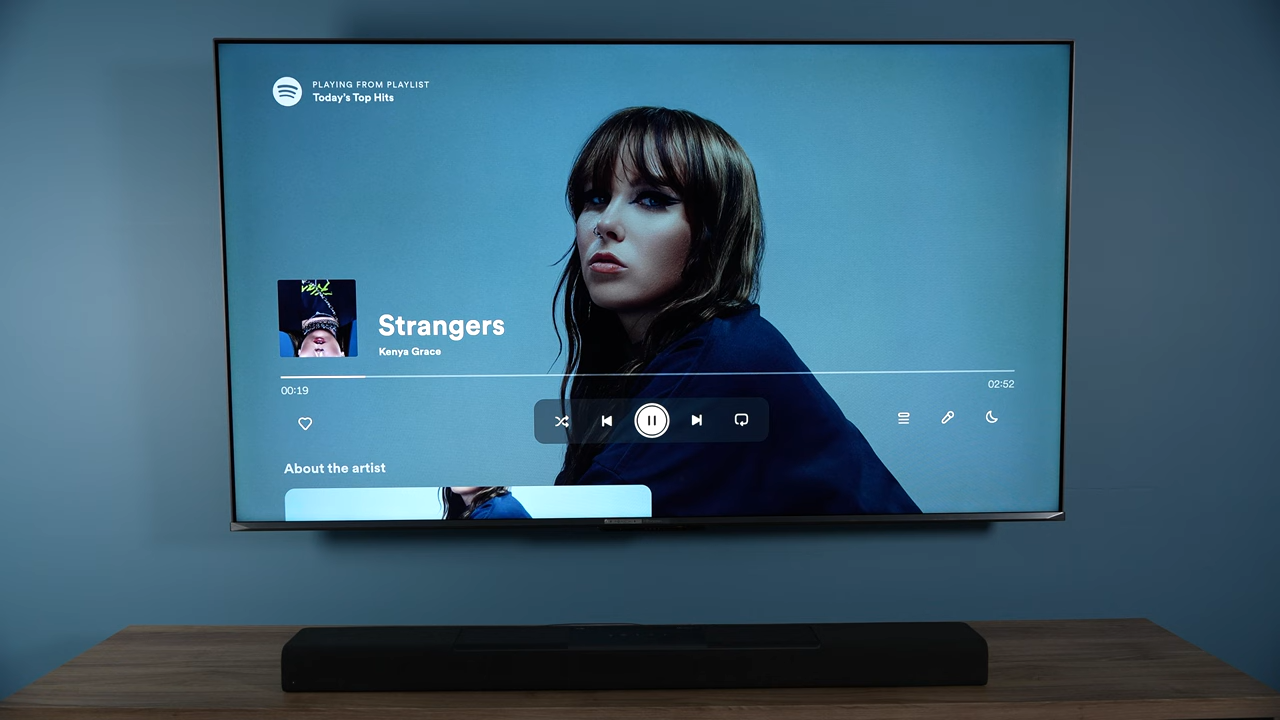 PLAYING FROM PLAYLIST
Today's Top Hits
Strangers
Kenya Grace
00:19
02:52
About the artist